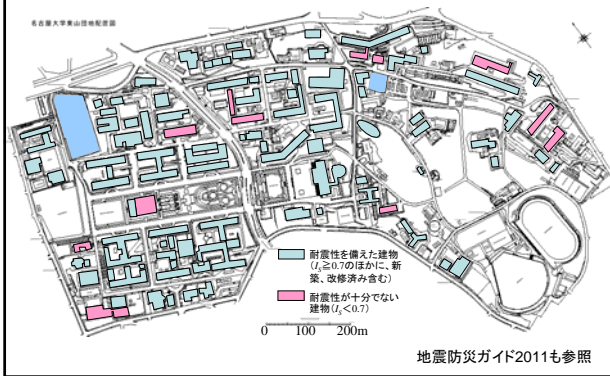 名古屋大学東山団地配置図
耐震性を備えた建物
(Iₛ≧0.7のほかに、新
築、改修済み含む)
耐震性が十分でない
建物(Iₛ<0.7)
0 100 200m
地震防災ガイド2011も参照